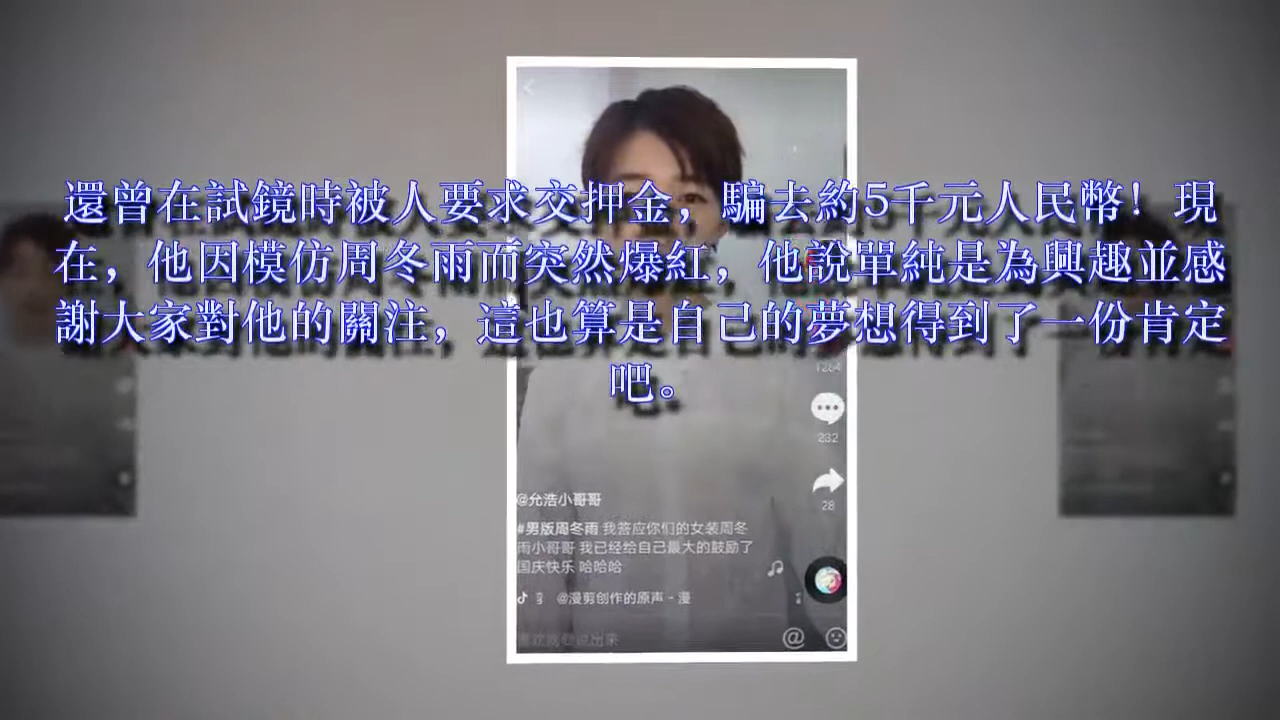 還曾在試鏡時被人要求交押金，騙去約5千元人民幣！現
在，他因模仿周冬雨而突然爆紅，他說單純是為興趣並感
謝大家對他的關注，這也算是自己的夢想得到了一份肯定
吧。
1264
232
28
@允浩小哥哥
#男版周冬雨 我答应你们的女装周冬
雨小哥哥 我已经给自己最大的鼓励了
国庆快乐 哈哈哈
@漫剪创作的原声 - 漫